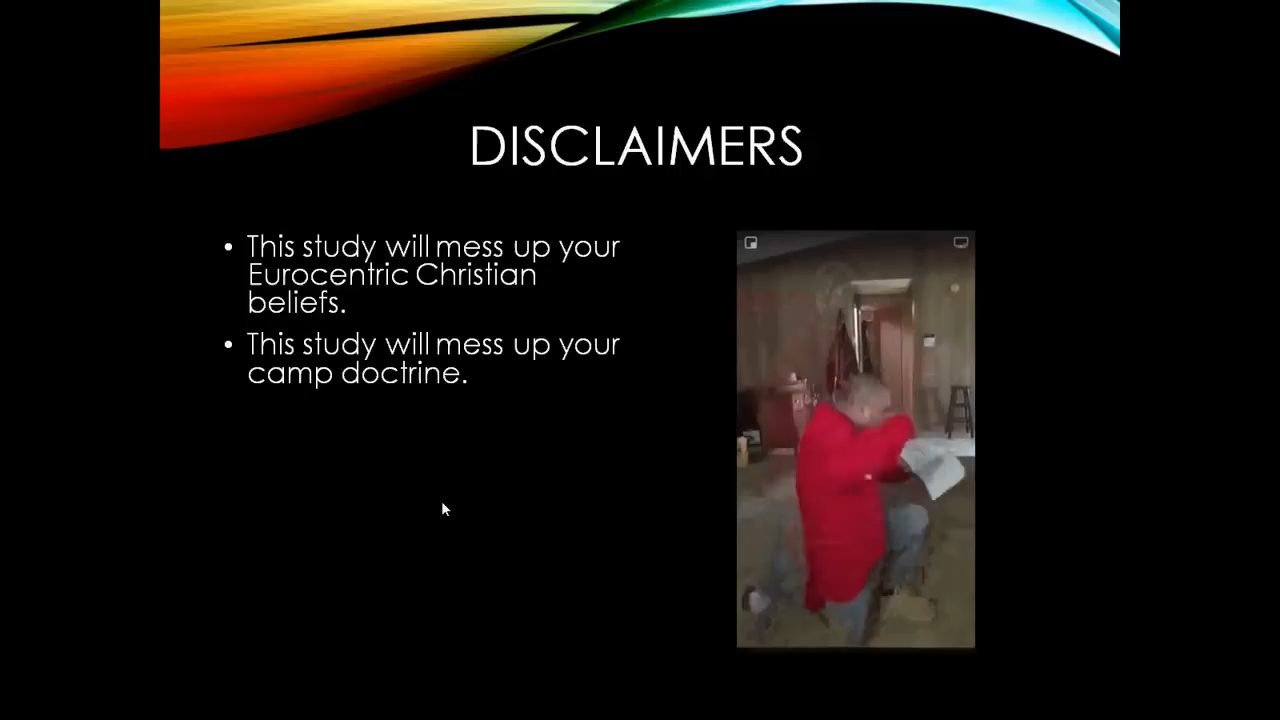 DISCLAIMERS
• This study will mess up your
Eurocentric Christian
beliefs.
• This study will mess up your
camp doctrine.